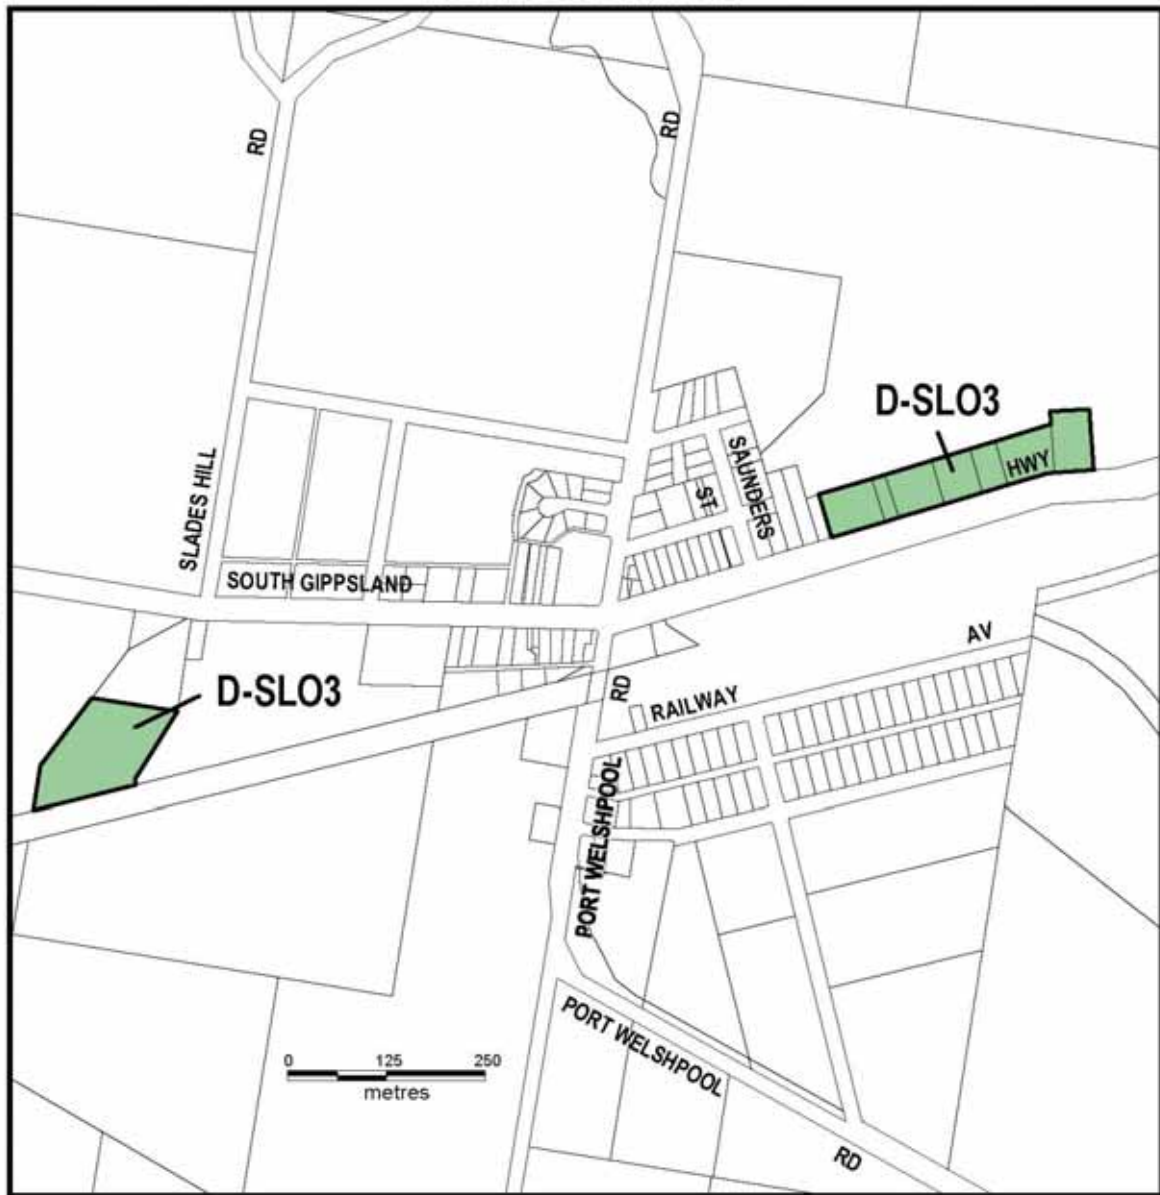 RD
RD
D-SLO3
SAUNDERS
ST
HWY
SLADES HILL
SOUTH GIPPSLAND
AV
D-SLO3
RD
RAILWAY
PORT WELSHPOOL
PORT WELSHPOOL
0 125 250
metres
RD